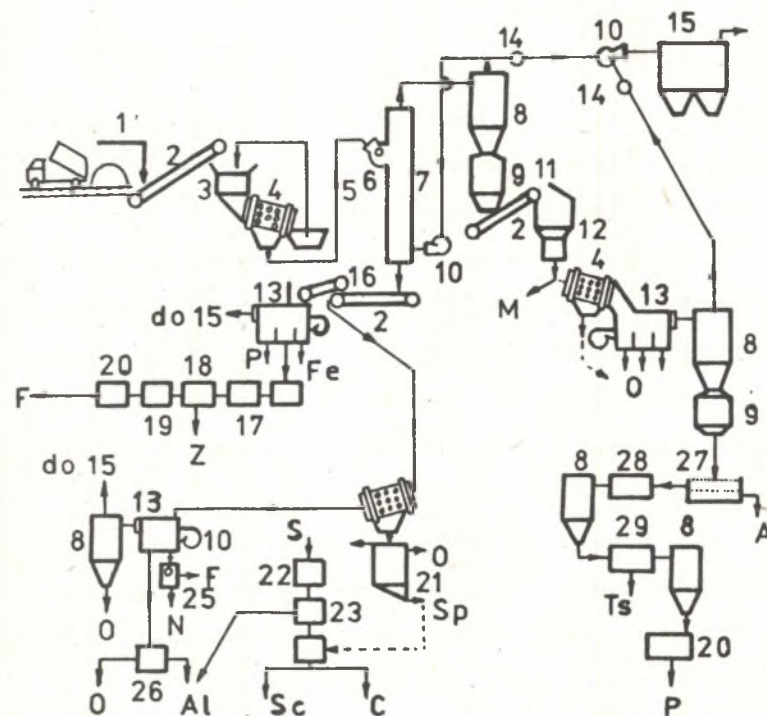 14 10 15
1 2 3 4 5 6 7 8 14
9 11 2 12 4 13
10
13 16 2
do 15 P Fe M O 8
20 18
F 19 Z 17 9
do 15 13 8 28 27
8 10 S O 29 8 A
22 21
F 25 23 Sp Ts
O N 20
O 26 Al Sc C P